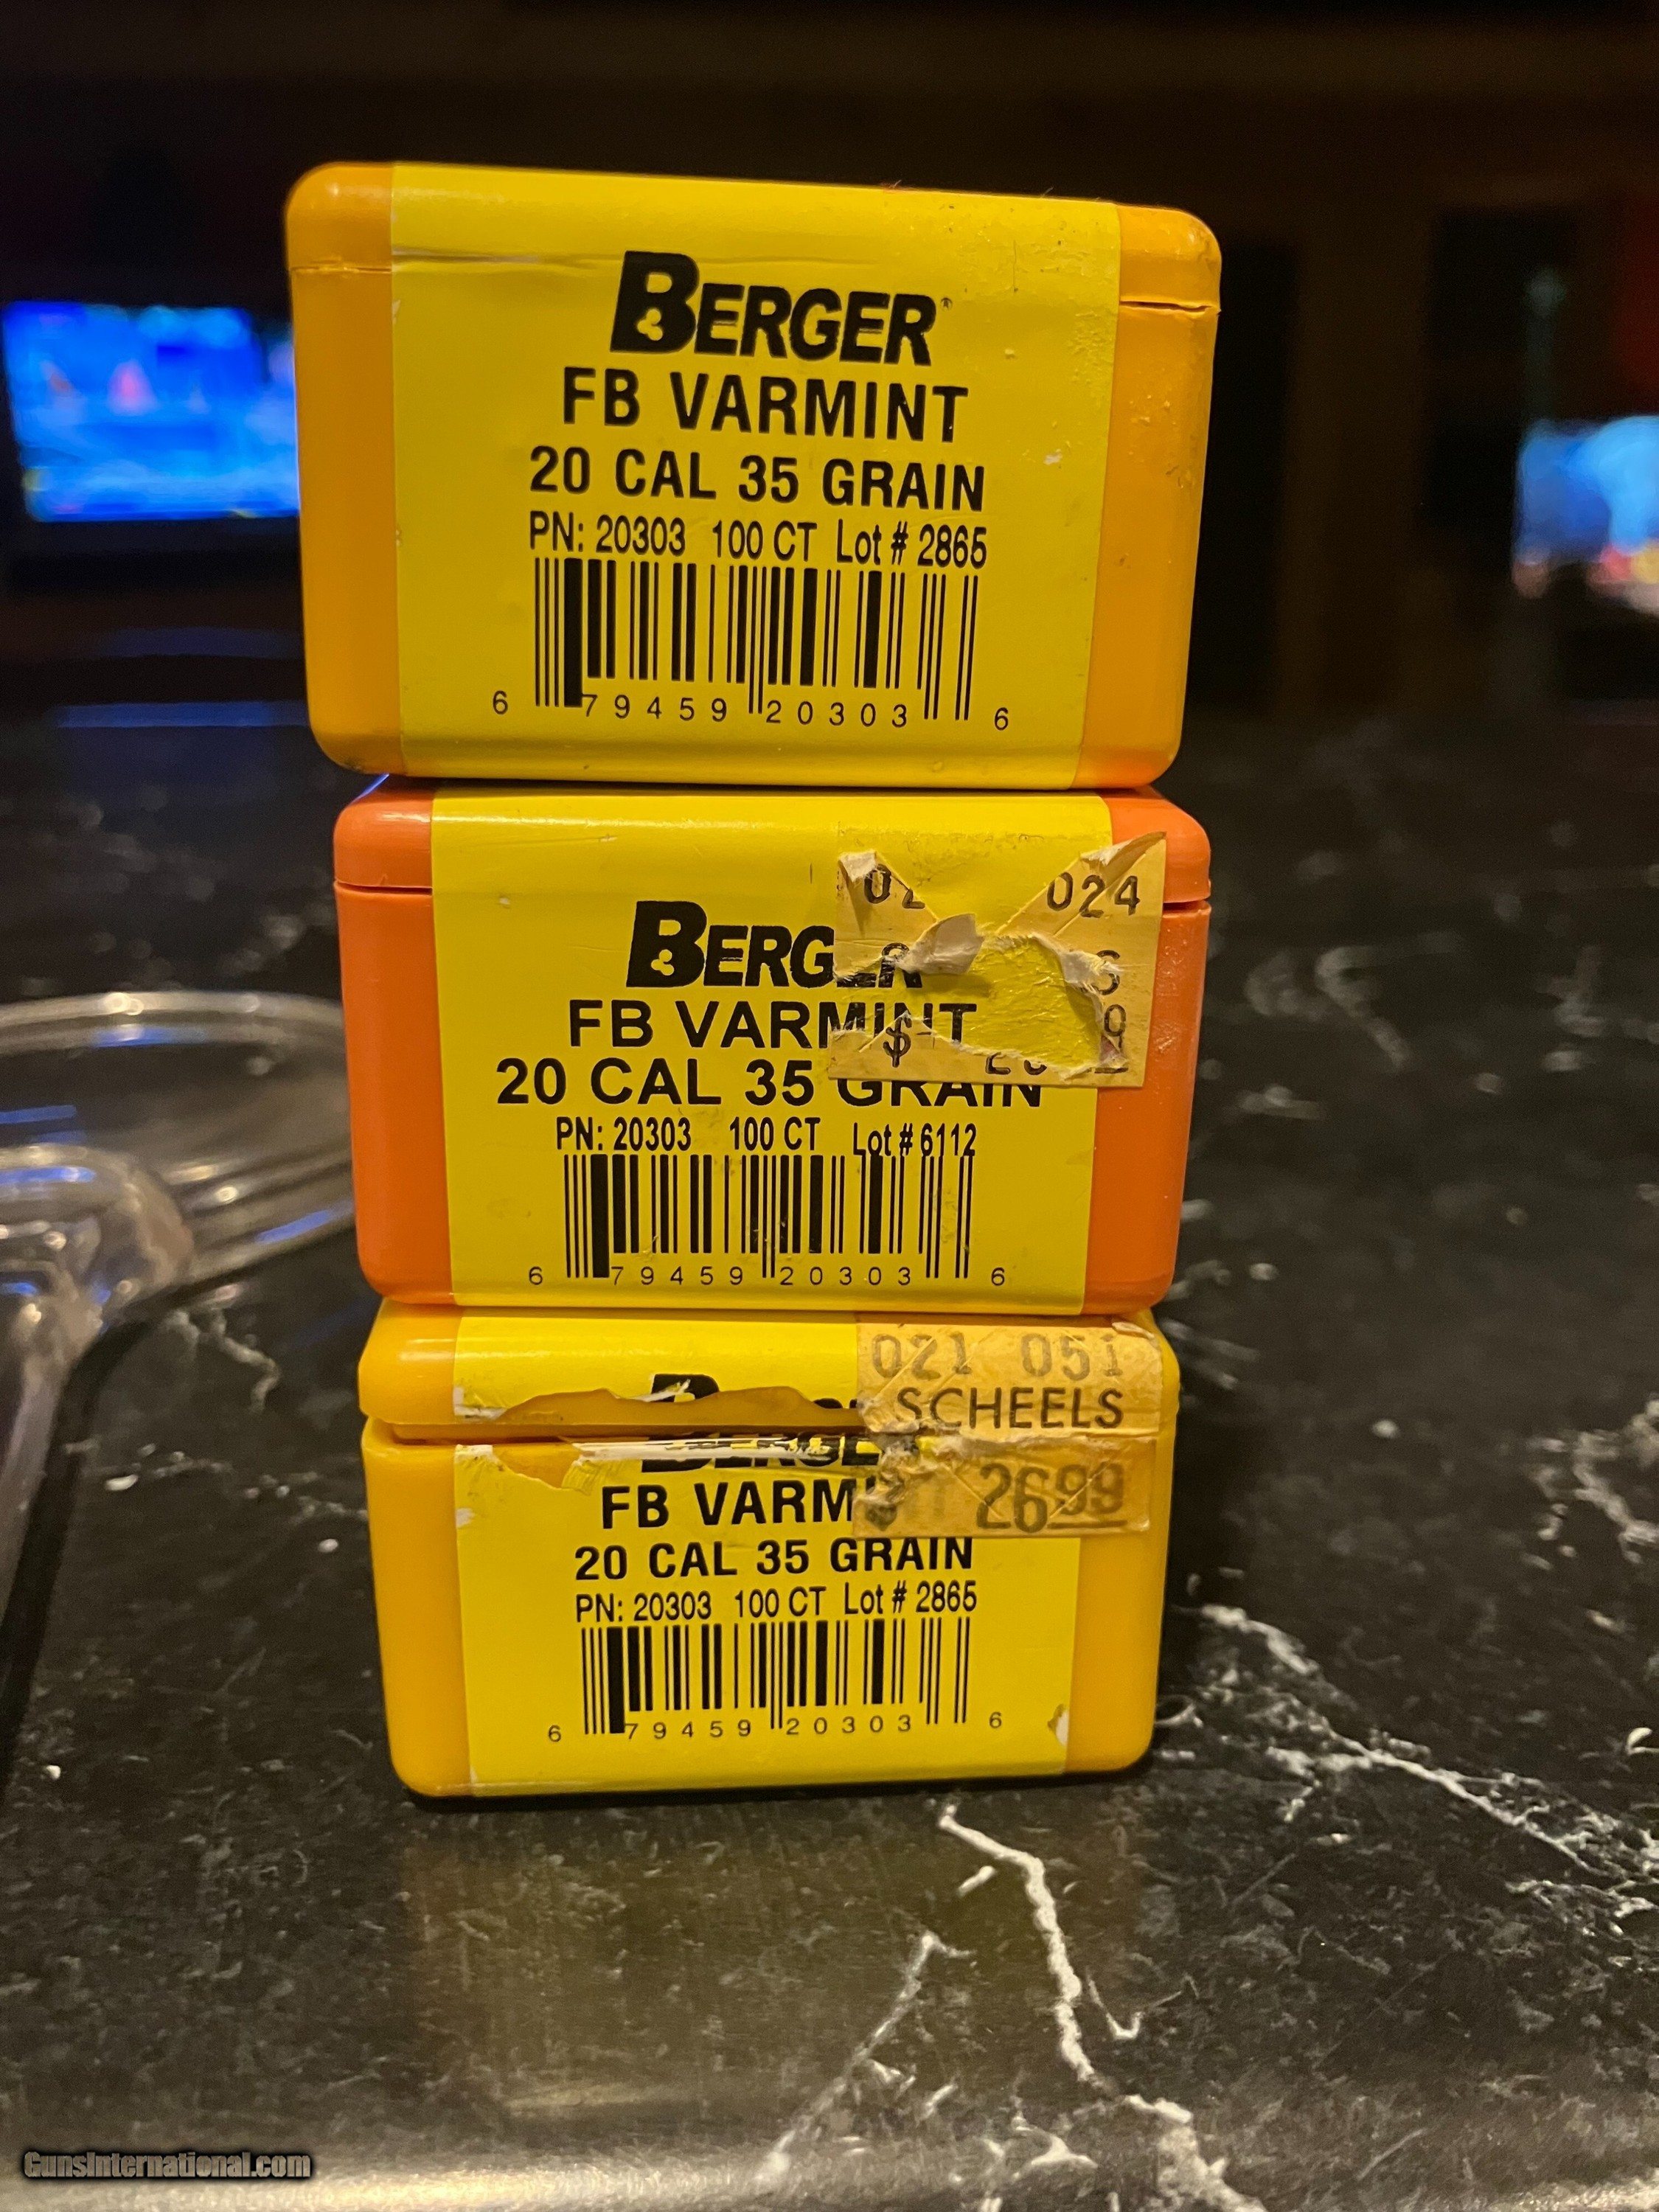 BERGER®
FB VARMINT
20 CAL 35 GRAIN
PN: 20303 100 CT Lot # 2865
6 79459 20303 6
024
BERGER
$
FB VARMINT
20 CAL 35 GRAIN
PN: 20303 100 CT Lot # 6112
6 79459 20303 6
021 051
SCHEELS
BERGE
$ 26.99
FB VARM
20 CAL 35 GRAIN
PN: 20303 100 CT Lot # 2865
6 79459 20303 6
GunsInternational.com